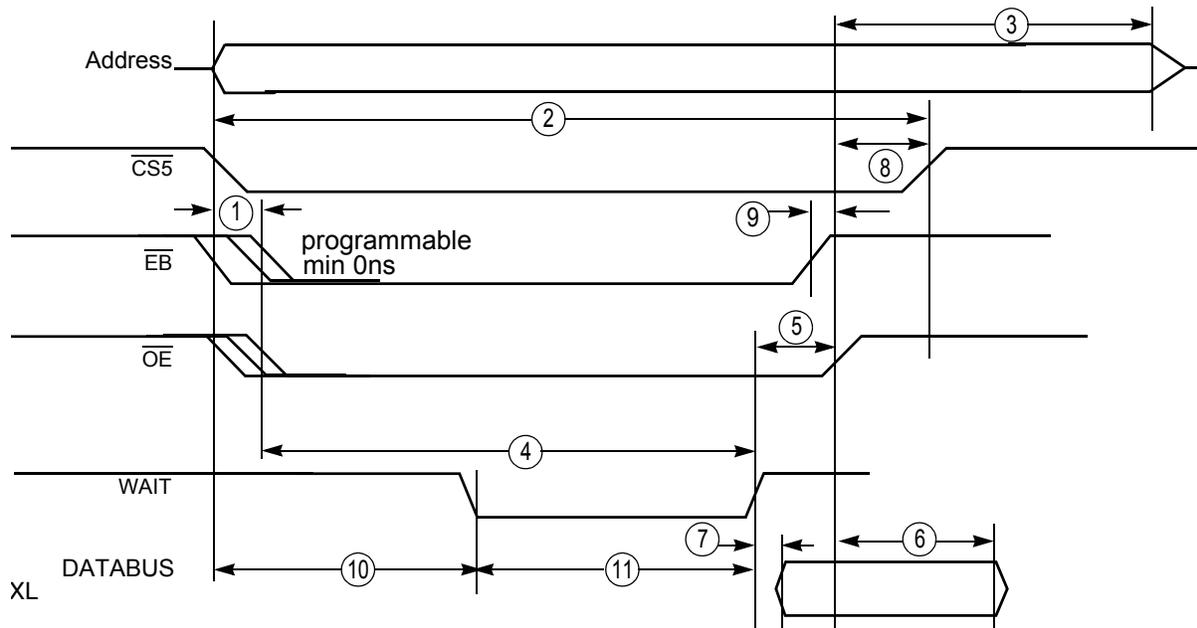 3
Address
2
CS5
8
1
9
programmable
min 0ns
EB
5
OE
4
WAIT
7
6
DATABUS
10
11
XL